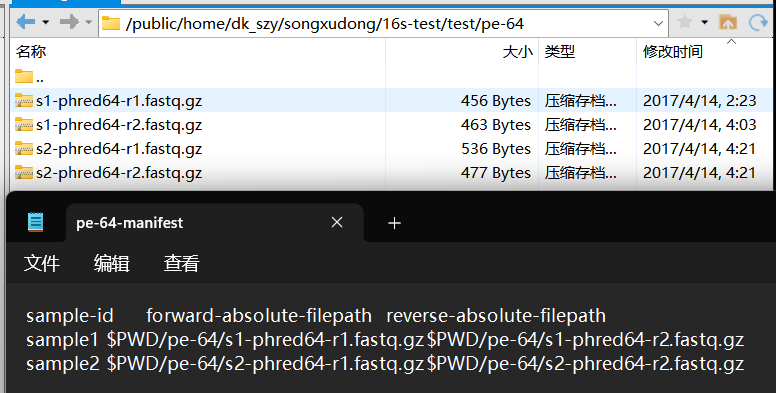 /public/home/dk_szy/songxudong/16s-test/test/pe-64
名称 大小 类型 修改时间
..
s1-phred64-r1.fastq.gz 456 Bytes 压缩存档... 2017/4/14, 2:23
s1-phred64-r2.fastq.gz 463 Bytes 压缩存档... 2017/4/14, 4:03
s2-phred64-r1.fastq.gz 536 Bytes 压缩存档... 2017/4/14, 4:21
s2-phred64-r2.fastq.gz 477 Bytes 压缩存档... 2017/4/14, 4:21
pe-64-manifest
文件 编辑 查看
sample-id forward-absolute-filepath reverse-absolute-filepath
sample1 $PWD/pe-64/s1-phred64-r1.fastq.gz $PWD/pe-64/s1-phred64-r2.fastq.gz
sample2 $PWD/pe-64/s2-phred64-r1.fastq.gz $PWD/pe-64/s2-phred64-r2.fastq.gz